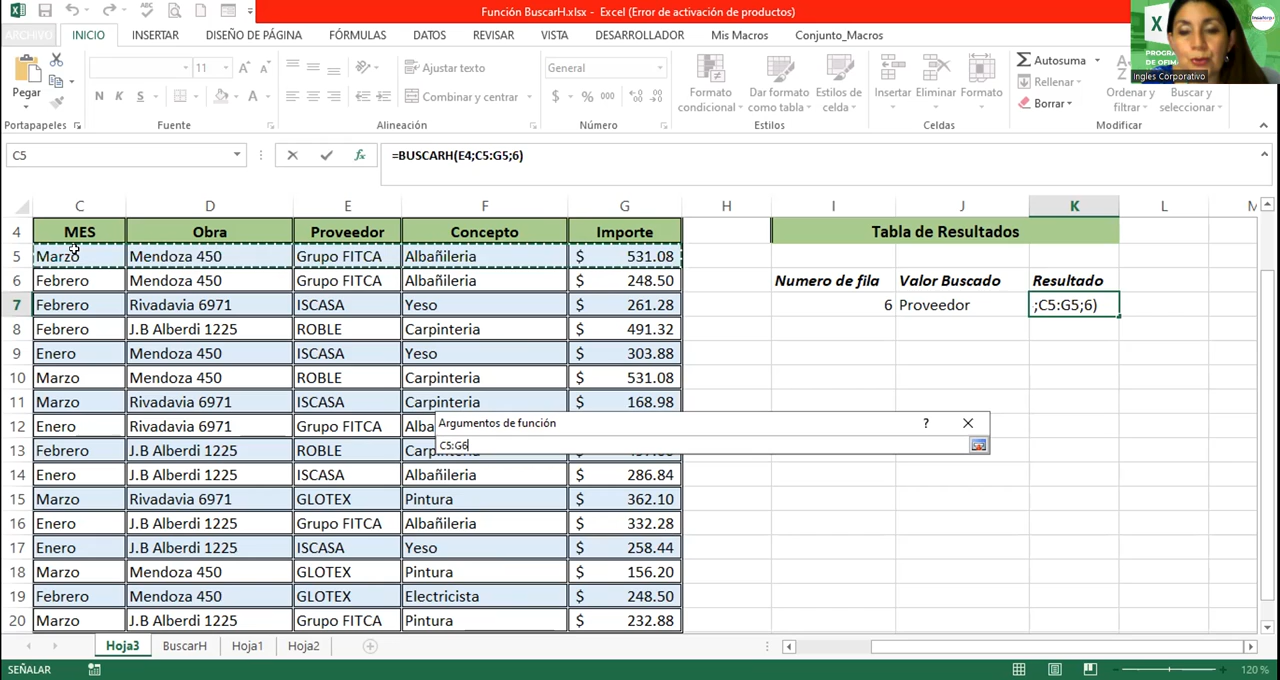 Función BuscarH.xlsx - Excel (Error de activación de productos)
ARCHIVO INICIO INSERTAR DISEÑO DE PÁGINA FÓRMULAS DATOS REVISAR VISTA DESARROLLADOR Mis Macros Conjunto_Macros
Ingles Corporativo
Pegar
11
N K S
Ajustar texto
Combinar y centrar
General
$ % 000
Formato condicional
Dar formato como tabla
Estilos de celda
Insertar Eliminar Formato
Autosuma
Rellenar
Borrar
Ordenar y filtrar
Buscar y seleccionar
Portapapeles Fuente Alineación Número Estilos Celdas Modificar
C5 fx =BUSCARH(E4;C5:G5;6)
C D E F G H I J K L M
4 MES Obra Proveedor Concepto Importe Tabla de Resultados
5 Marzo Mendoza 450 Grupo FITCA Albañileria $ 531.08
6 Febrero Mendoza 450 Grupo FITCA Albañileria $ 248.50 Numero de fila Valor Buscado Resultado
7 Febrero Rivadavia 6971 ISCASA Yeso $ 261.28 6 Proveedor ;C5:G5;6)
8 Febrero J.B Alberdi 1225 ROBLE Carpinteria $ 491.32
9 Enero Mendoza 450 ISCASA Yeso $ 303.88
10 Marzo Mendoza 450 ROBLE Carpinteria $ 531.08
11 Marzo Rivadavia 6971 ISCASA Carpinteria $ 168.98
12 Enero Rivadavia 6971 Grupo FITCA Alba
Argumentos de función ? ×
C5:G6
13 Febrero J.B Alberdi 1225 ROBLE Carp
14 Enero J.B Alberdi 1225 ISCASA Albañileria $ 286.84
15 Marzo Rivadavia 6971 GLOTEX Pintura $ 362.10
16 Enero J.B Alberdi 1225 Grupo FITCA Albañileria $ 332.28
17 Enero J.B Alberdi 1225 ISCASA Yeso $ 258.44
18 Marzo Mendoza 450 GLOTEX Pintura $ 156.20
19 Febrero Mendoza 450 GLOTEX Electricista $ 248.50
20 Marzo J.B Alberdi 1225 Grupo FITCA Pintura $ 232.88
Hoja3 BuscarH Hoja1 Hoja2
SEÑALAR 120 %